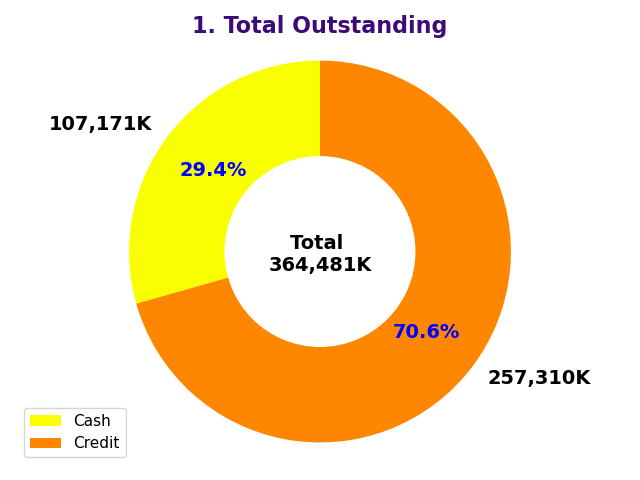 1. Total Outstanding
107,171K
29.4%
Total
364,481K
70.6%
257,310K
Cash
Credit